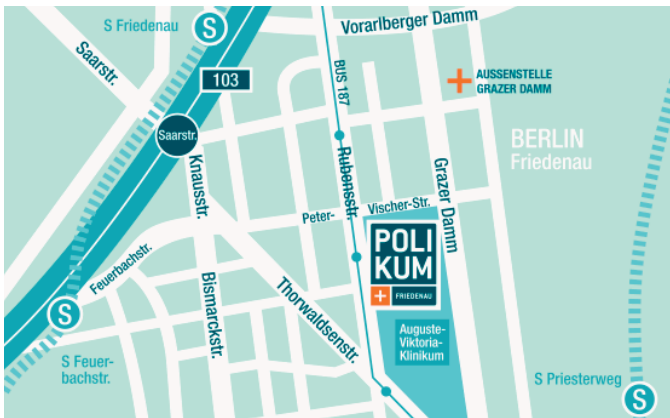 S Friedenau
S
Saarstr.
103
Vorarlberger Damm
BUS 187
AUSSENSTELLE
GRAZER DAMM
Saarstr.
BERLIN
Friedenau
Knausstr.
Rubensstr.
Grazer Damm
Peter-
Vischer-Str.
Feuerbachstr.
POLI
KUM
FRIEDENAU
Bismarckstr.
Thorwaldsenstr.
S
Auguste-
Viktoria-
Klinikum
S Feuer-
bachstr.
S Priesterweg
S